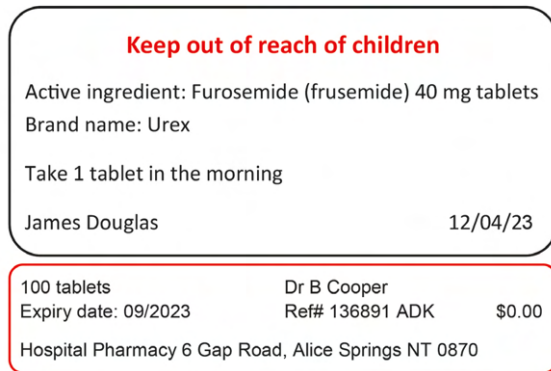 Keep out of reach of children
Active ingredient: Furosemide (frusemide) 40 mg tablets
Brand name: Urex
Take 1 tablet in the morning
James Douglas 12/04/23
100 tablets Dr B Cooper
Expiry date: 09/2023 Ref# 136891 ADK $0.00
Hospital Pharmacy 6 Gap Road, Alice Springs NT 0870